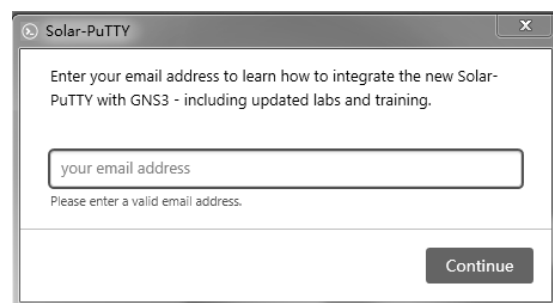 Solar-PuTTY
Enter your email address to learn how to integrate the new Solar-
PuTTY with GNS3 - including updated labs and training.
your email address
Please enter a valid email address.
Continue